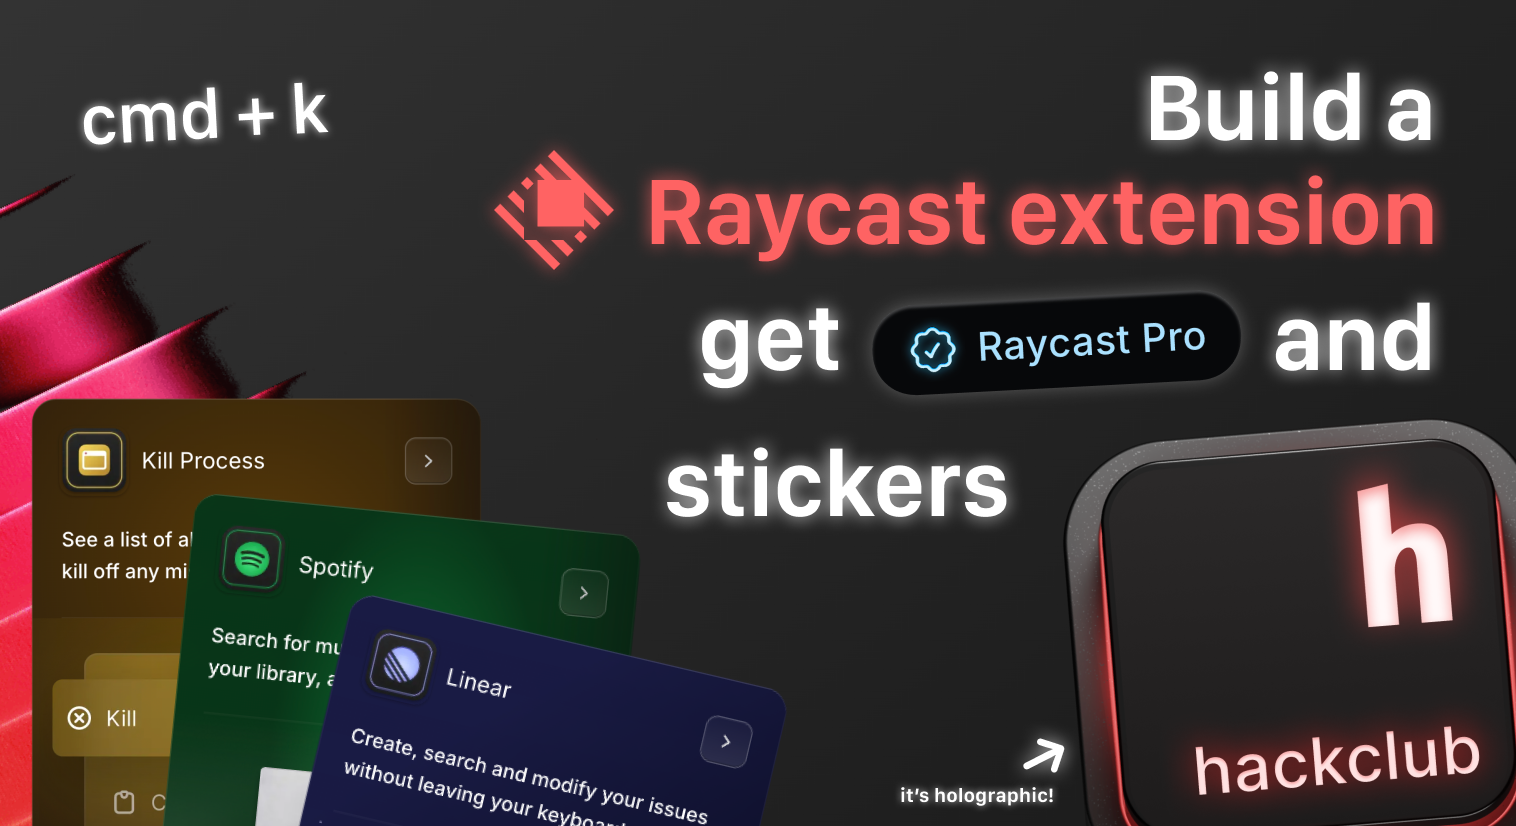 cmd + k
Build a
Raycast extension
get Raycast Pro and
stickers
Kill Process
See a list of al
kill off any mi
Kill
C
Spotify
Search for mu
your library, a
Linear
Create, search and modify your issues
without leaving your keyboar
it's holographic!
h
hackclub